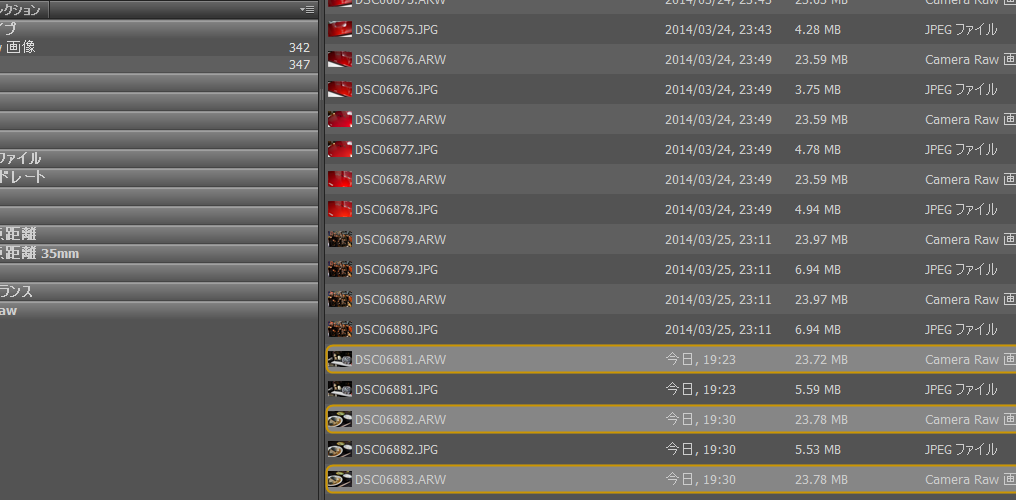 レクション
イプ
画像 342
347
ファイル
ドレート
距離
距離 35mm
ランス
aw
DSC06875.ARW 23.63 MB Camera Raw
DSC06875.JPG 2014/03/24, 23:43 4.28 MB JPEG ファイル
DSC06876.ARW 2014/03/24, 23:49 23.59 MB Camera Raw 画
DSC06876.JPG 2014/03/24, 23:49 3.75 MB JPEG ファイル
DSC06877.ARW 2014/03/24, 23:49 23.59 MB Camera Raw 画
DSC06877.JPG 2014/03/24, 23:49 4.78 MB JPEG ファイル
DSC06878.ARW 2014/03/24, 23:49 23.59 MB Camera Raw 画
DSC06878.JPG 2014/03/24, 23:49 4.94 MB JPEG ファイル
DSC06879.ARW 2014/03/25, 23:11 23.97 MB Camera Raw 画
DSC06879.JPG 2014/03/25, 23:11 6.94 MB JPEG ファイル
DSC06880.ARW 2014/03/25, 23:11 23.97 MB Camera Raw 画
DSC06880.JPG 2014/03/25, 23:11 6.94 MB JPEG ファイル
DSC06881.ARW 今日, 19:23 23.72 MB Camera Raw 画
DSC06881.JPG 今日, 19:23 5.59 MB JPEG ファイル
DSC06882.ARW 今日, 19:30 23.78 MB Camera Raw 画
DSC06882.JPG 今日, 19:30 5.53 MB JPEG ファイル
DSC06883.ARW 今日, 19:30 23.78 MB Camera Raw 画